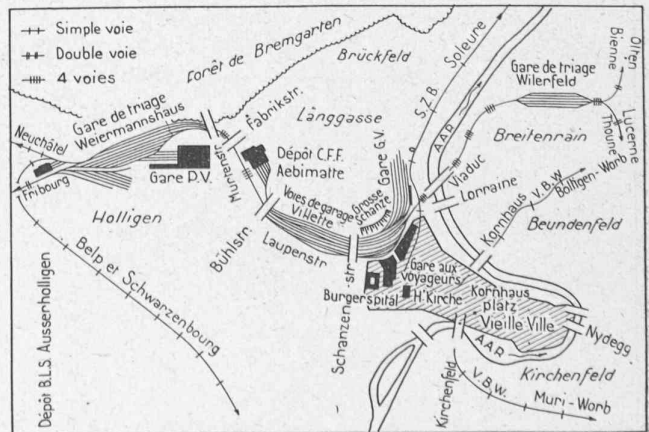 Simple voie
Double voie
4 voies
Forêt de Bremgarten
Brückfeld
Soleure
S.Z.B
Olten
Bienne
Gare de triage
Wilerfeld
Lucerne
Thoune
Gare de triage
Weiermannshaus
Neuchâtel
Fribourg
Gare P.V.
Fabrikstr.
Länggasse
Murtenstr.
Dépôt C.F.F.
Aebimatte
Gare G.V.
AAR
Breitenrain
Viaduc
Lorraine
Kornhaus
V.B.W
Bolligen-Worb
Beundenfeld
Holligen
Bühlstr.
Voies de garage
Villette
Grosse
Schanze
Laupenstr.
Schanzen-str.
Belp et Schwarzenbourg
Dépôt B.L.S. Ausserholligen
Burgerspital
Gare aux
voyageurs
H'Kirche
Kornhaus
platz
Vieille Ville
Nydegg
AAR
Kirchenfeld
Kirchenfeld
V.B.W.
Muri-Worb